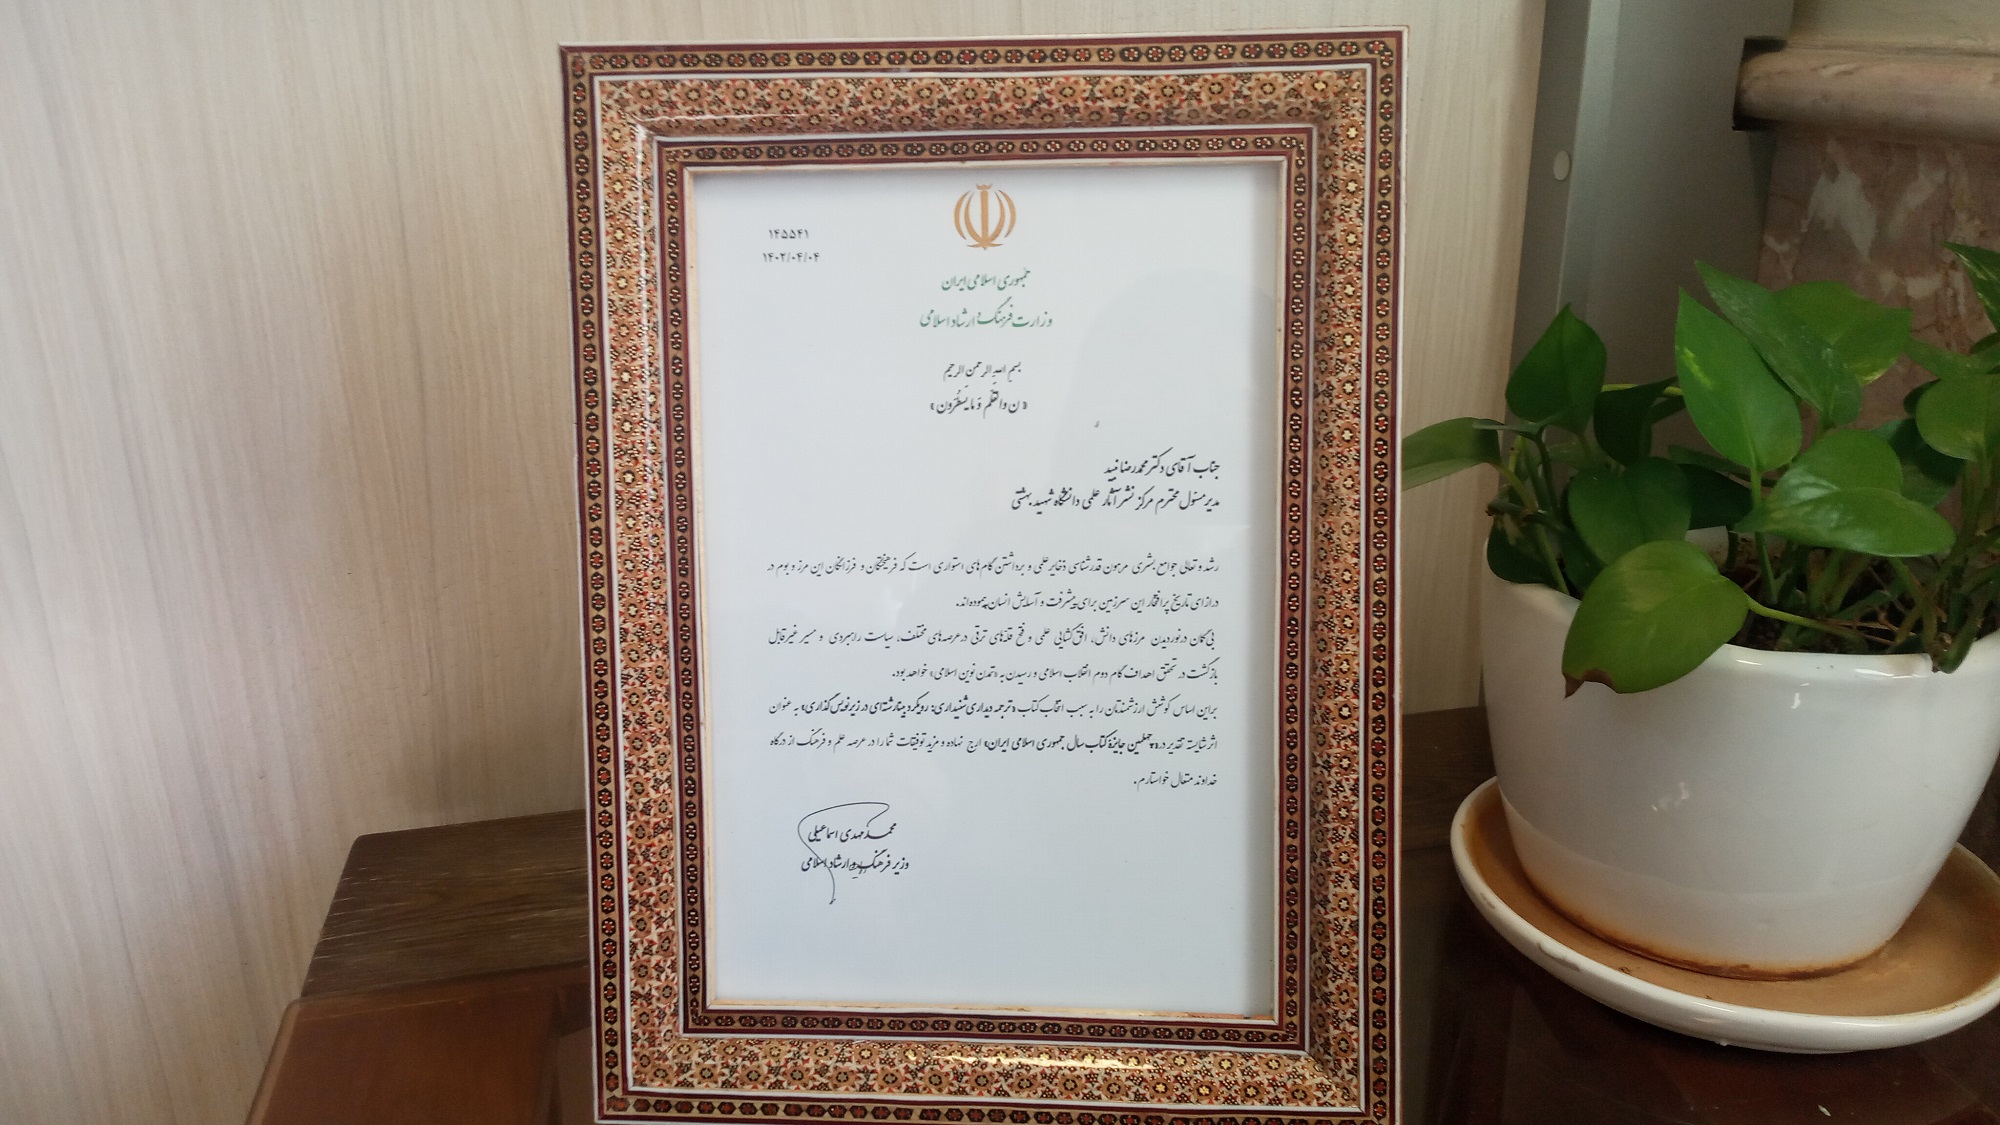 ۱۴۵۵۴۱
۱۴۰۲/۰۴/۰۴
جمهوری اسلامی ایران
وزارت فرهنگ و ارشاد اسلامی
بسم الله الرحمن الرحیم
«ن والقلم و ما یسطرون»
جناب آقای دکتر محمدرضا نبید
مدیر مسئول محترم مرکز نشر آثار علمی دانشگاه شهید بهشتی
رشد و تعالی جوامع بشری مرهون قدرشناسی ذخایر علمی و برداشتن گام‌های استواری است که فرهیختگان و فرزانگان این مرز و بوم در
درازای تاریخ پرافتخار این سرزمین برای پیشرفت و آسایش انسان پیموده‌اند.
بی‌گمان درنوردیدن مرزهای دانش، افق‌گشایی علمی و فتح قله‌های ترقی در عرصه‌های مختلف، سیاست راهبردی و مسیر غیرقابل
بازگشت در تحقق اهداف گام دوم انقلاب اسلامی و رسیدن به «تمدن نوین اسلامی» خواهد بود.
براین اساس کوشش ارزشمندتان را به سبب انتخاب کتاب «ترجمه دیداری شنیداری: رویکرد بینارشته‌ای در زیرنویس گذاری» به عنوان
اثر شایسته تقدیر در «چهلمین جایزۀ کتاب سال جمهوری اسلامی ایران» ارج نهاده و مزید توفیقات شما را در عرصه علم و فرهنگ از درگاه
خداوند متعال خواستارم.
محمد مهدی اسماعیلی
وزیر فرهنگ و ارشاد اسلامی